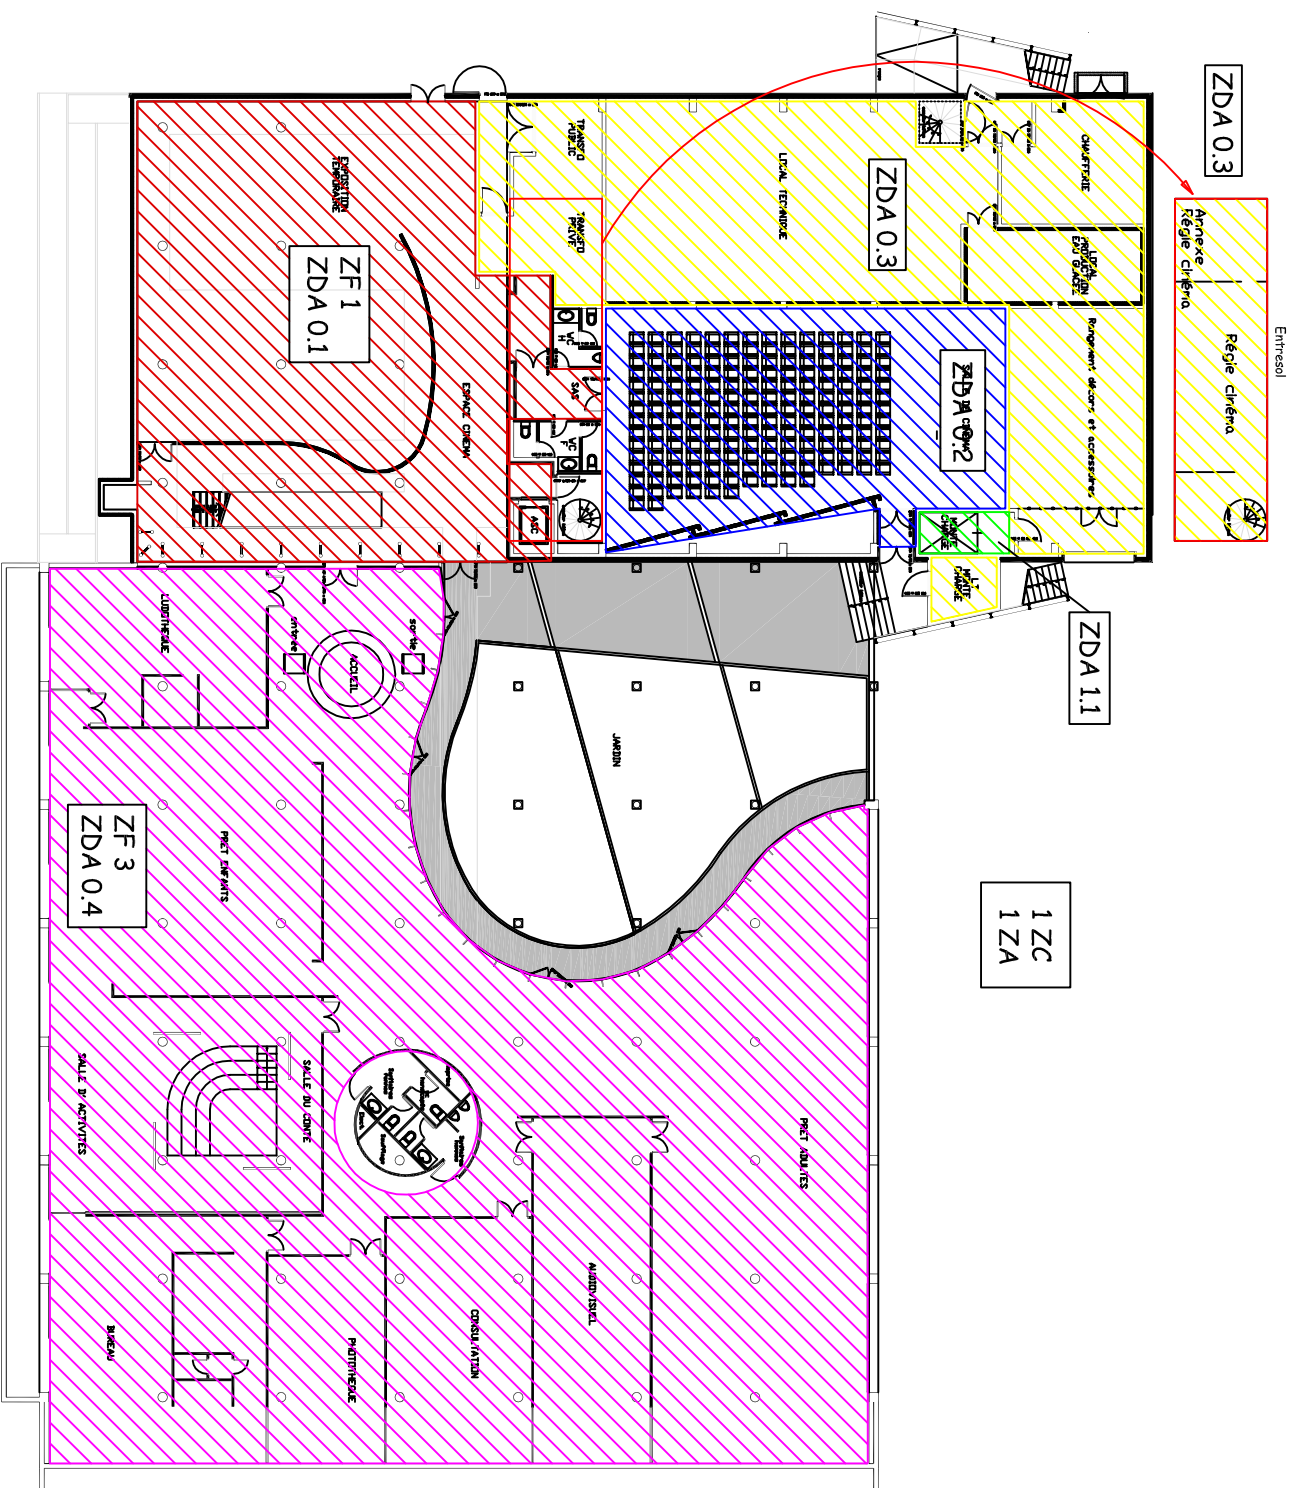 ZDA 0.3
Entresol
Annexe
Régie cinéma
Régie cinéma
CHAUFFERIE
LOCAL
PRODUCTION
EAU GLACEE
Rangement décors et accessoires
ZDA 0.3
LOCAL TECHNIQUE
TRANSFO
PUBLIC
TRANSFO
PRIVE
ZDA 0.2
MONTE
CHARGE
MONTE
CHARGE
ZDA 1.1
WC
H
SAS
WC
F
ASC
EXPOSITION
TEMPORAIRE
ZF 1
ZDA 0.1
ESPACE CINEMA
1 ZC
1 ZA
JARDIN
LUDOTHEQUE
entrée
sortie
ACCUEIL
PRET ENFANTS
ZF 3
ZDA 0.4
SALLE D'ACTIVITES
SALLE DU CONTE
PRET ADULTES
AUDIOVISUEL
CONSULTATION
PHOTOTHEQUE
BUREAU